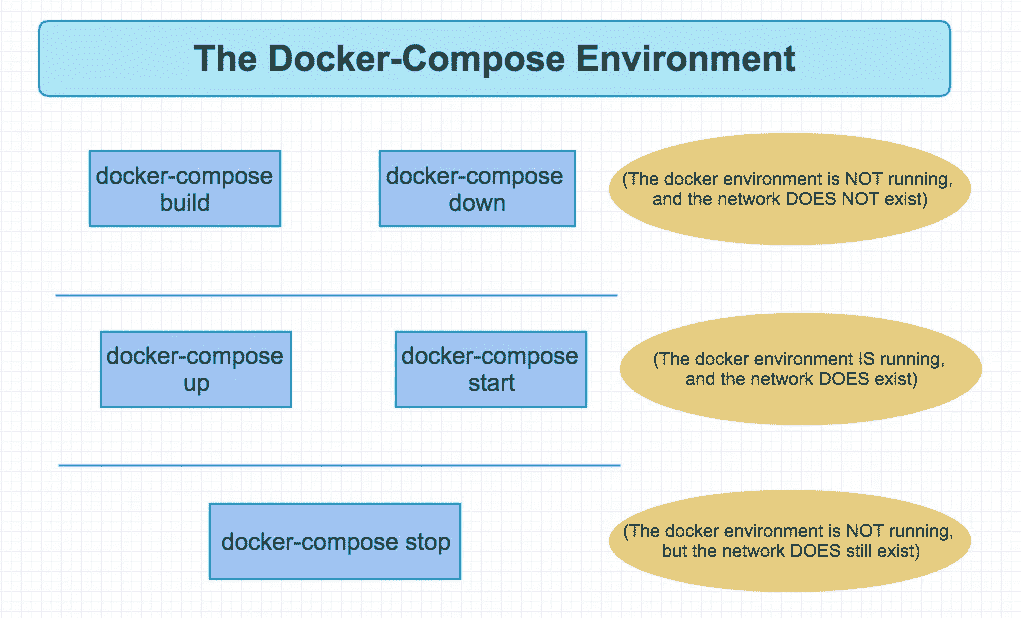 The Docker-Compose Environment
docker-compose
build
docker-compose
down
(The docker environment is NOT running,
and the network DOES NOT exist)
docker-compose
up
docker-compose
start
(The docker environment IS running,
and the network DOES exist)
docker-compose stop
(The docker environment is NOT running,
but the network DOES still exist)